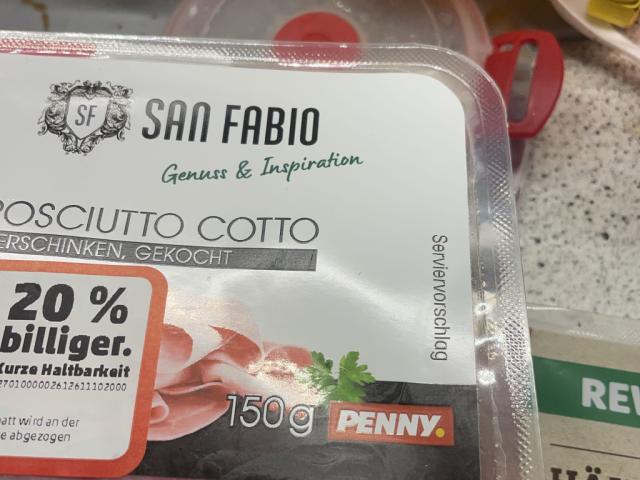 SF
SAN FABIO
Genuss & Inspiration
ROSCIUTTO COTTO
ERSCHINKEN, GEKOCHT
Serviervorschlag
20 %
billiger.
Kurze Haltbarkeit
2701000002612611102000
att wird an der
e abgezogen
150g
PENNY.
REW